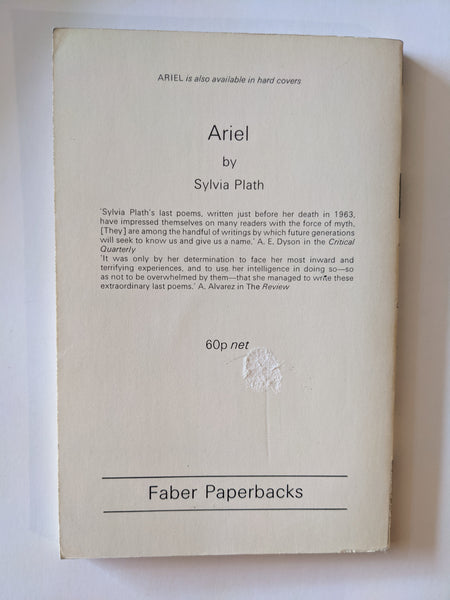 ARIEL is also available in hard covers
Ariel
by
Sylvia Plath
'Sylvia Plath's last poems, written just before her death in 1963,
have impressed themselves on many readers with the force of myth.
[They] are among the handful of writings by which future generations
will seek to know us and give us a name.' A. E. Dyson in the Critical
Quarterly
'It was only by her determination to face her most inward and
terrifying experiences, and to use her intelligence in doing so—so
as not to be overwhelmed by them—that she managed to write these
extraordinary last poems.' A. Alvarez in The Review
60p net
Faber Paperbacks